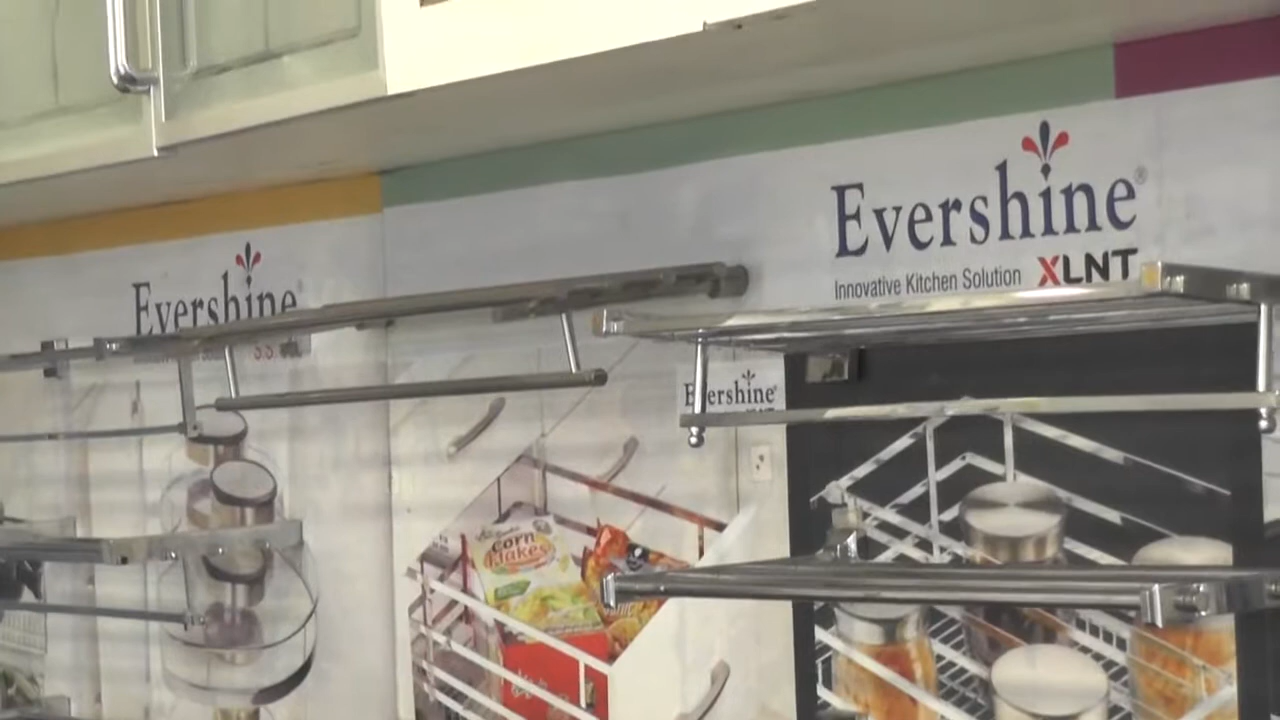 Evershine®
Innovative Kitchen Solution XLNT
Evershine
S.S.
Evershine
corn flakes